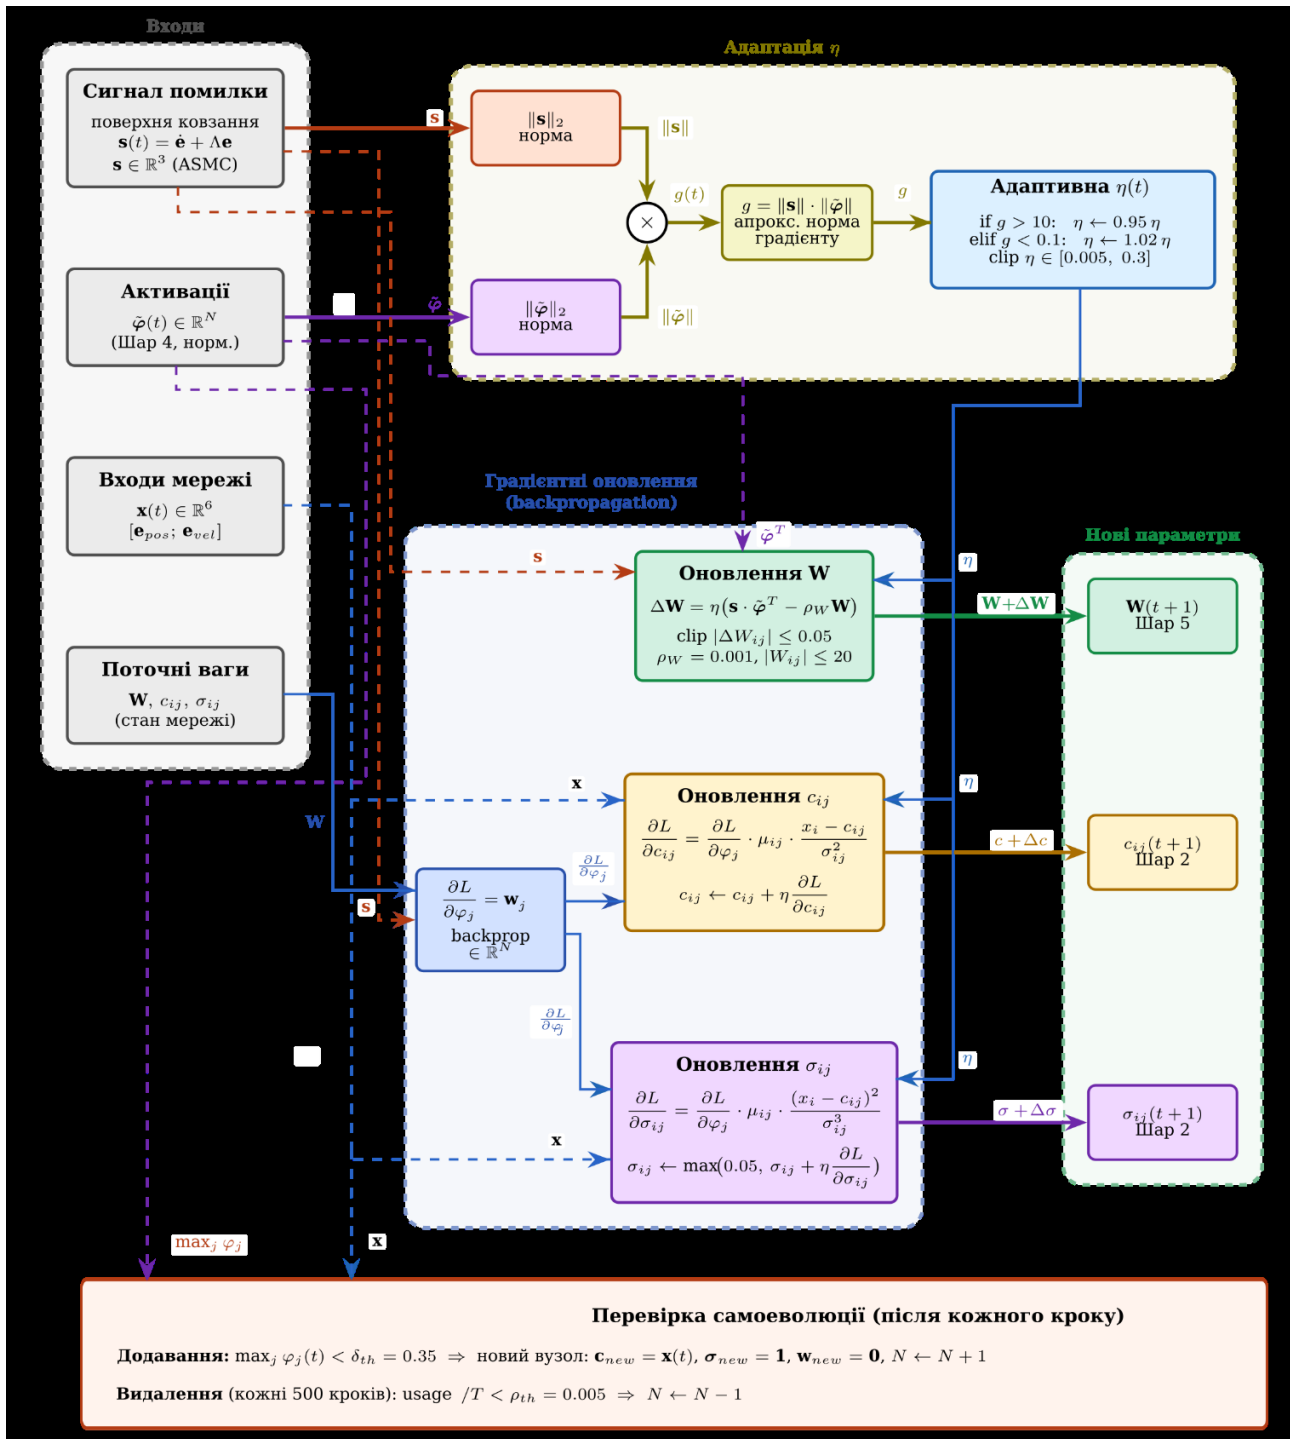 Входи
Сигнал помилки
поверхня ковзання
s(t) = ė + Λe
s ∈ ℝ³ (ASMC)
Активації
φ̃(t) ∈ ℝᴺ
(Шар 4, норм.)
Входи мережі
x(t) ∈ ℝ⁶
[e_pos; e_vel]
Поточні ваги
W, c_ij, σ_ij
(стан мережі)
Адаптація η
s
‖s‖₂
норма
‖s‖
φ̃
‖φ̃‖₂
норма
‖φ̃‖
×
g(t)
g = ‖s‖ · ‖φ̃‖
апрокс. норма
градієнту
g
Адаптивна η(t)
if g > 10: η ← 0.95 η
elif g < 0.1: η ← 1.02 η
clip η ∈ [0.005, 0.3]
Градієнтні оновлення
(backpropagation)
φ̃ᵀ
s
η
Оновлення W
ΔW = η(s · φ̃ᵀ − ρ_W W)
clip |ΔW_ij| ≤ 0.05
ρ_W = 0.001, |W_ij| ≤ 20
W+ΔW
x
η
Оновлення c_ij
∂L/∂c_ij = ∂L/∂φ_j · μ_ij · (x_i − c_ij)/σ_ij²
c_ij ← c_ij + η ∂L/∂c_ij
c + Δc
W
s
∂L/∂φ_j = w_j
backprop
∈ ℝᴺ
∂L/∂φ_j
∂L/∂φ_j
x
η
Оновлення σ_ij
∂L/∂σ_ij = ∂L/∂φ_j · μ_ij · (x_i − c_ij)²/σ_ij³
σ_ij ← max(0.05, σ_ij + η ∂L/∂σ_ij)
σ + Δσ
Нові параметри
W(t + 1)
Шар 5
c_ij(t + 1)
Шар 2
σ_ij(t + 1)
Шар 2
max_j φ_j
x
Перевірка самоеволюції (після кожного кроку)
Додавання: max_j φ_j(t) < δ_th = 0.35 ⇒ новий вузол: c_new = x(t), σ_new = 1, w_new = 0, N ← N + 1
Видалення (кожні 500 кроків): usage /T < ρ_th = 0.005 ⇒ N ← N − 1